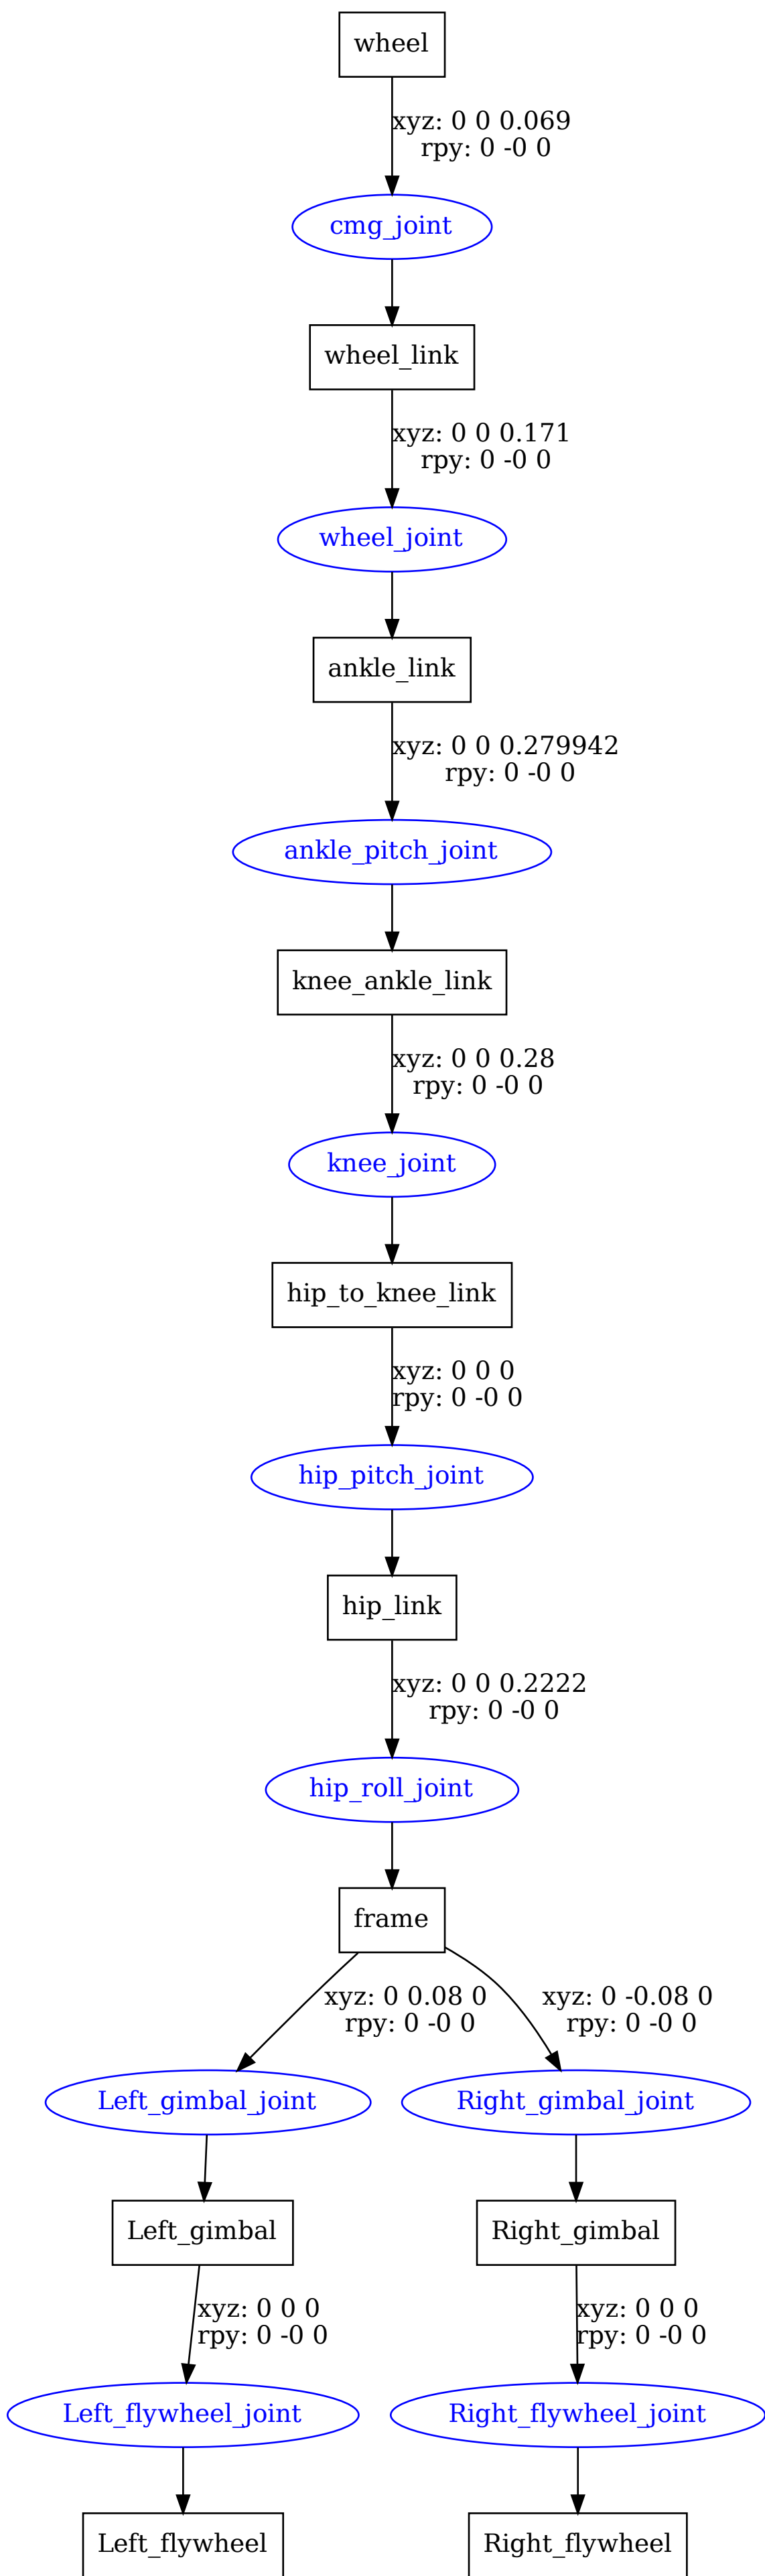 wheel
xyz: 0 0 0.069
rpy: 0 -0 0
cmg_joint
wheel_link
xyz: 0 0 0.171
rpy: 0 -0 0
wheel_joint
ankle_link
xyz: 0 0 0.279942
rpy: 0 -0 0
ankle_pitch_joint
knee_ankle_link
xyz: 0 0 0.28
rpy: 0 -0 0
knee_joint
hip_to_knee_link
xyz: 0 0 0
rpy: 0 -0 0
hip_pitch_joint
hip_link
xyz: 0 0 0.2222
rpy: 0 -0 0
hip_roll_joint
frame
xyz: 0 0.08 0
rpy: 0 -0 0
xyz: 0 -0.08 0
rpy: 0 -0 0
Left_gimbal_joint
Right_gimbal_joint
Left_gimbal
Right_gimbal
xyz: 0 0 0
rpy: 0 -0 0
xyz: 0 0 0
rpy: 0 -0 0
Left_flywheel_joint
Right_flywheel_joint
Left_flywheel
Right_flywheel